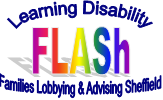 Learning Disability
FLASh
Families Lobbying & Advising Sheffield